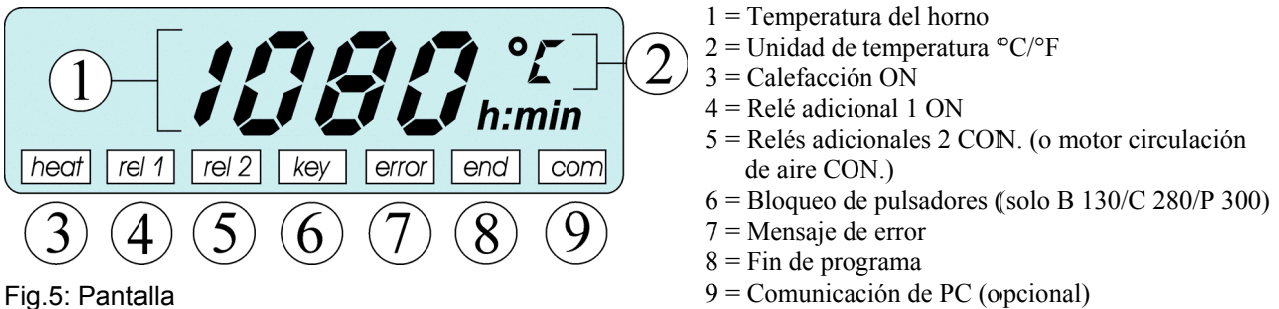 1
1080 °C
2
h:min
heat rel 1 rel 2 key error end com
3 4 5 6 7 8 9
Fig.5: Pantalla
1 = Temperatura del horno
2 = Unidad de temperatura °C/°F
3 = Calefacción ON
4 = Relé adicional 1 ON
5 = Relés adicionales 2 CON. (o motor circulación
de aire CON.)
6 = Bloqueo de pulsadores (solo B 130/C 280/P 300)
7 = Mensaje de error
8 = Fin de programa
9 = Comunicación de PC (opcional)